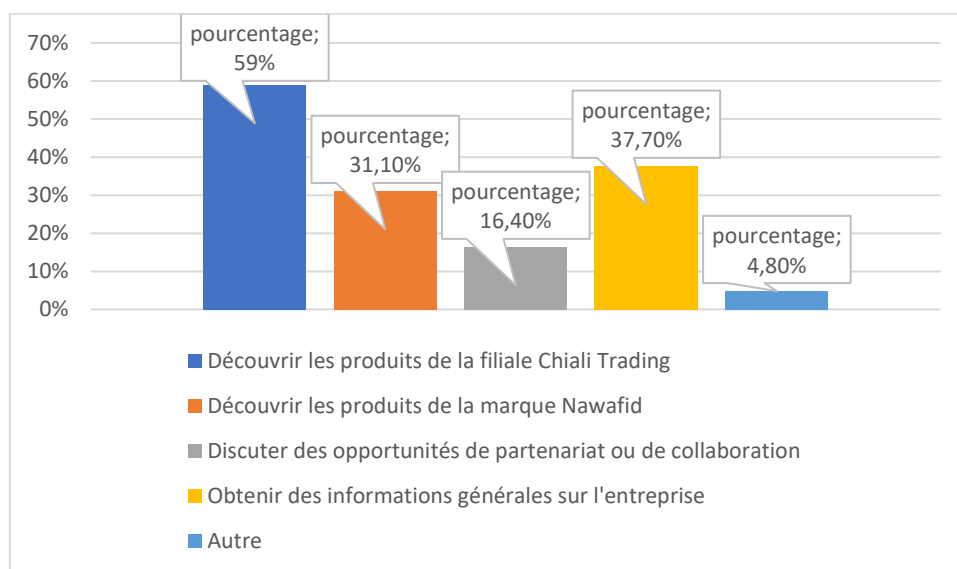 70%
60%
50%
40%
30%
20%
10%
0%
pourcentage;
59%
pourcentage;
31,10%
pourcentage;
16,40%
pourcentage;
37,70%
pourcentage;
4,80%
Découvrir les produits de la filiale Chiali Trading
Découvrir les produits de la marque Nawafid
Discuter des opportunités de partenariat ou de collaboration
Obtenir des informations générales sur l'entreprise
Autre